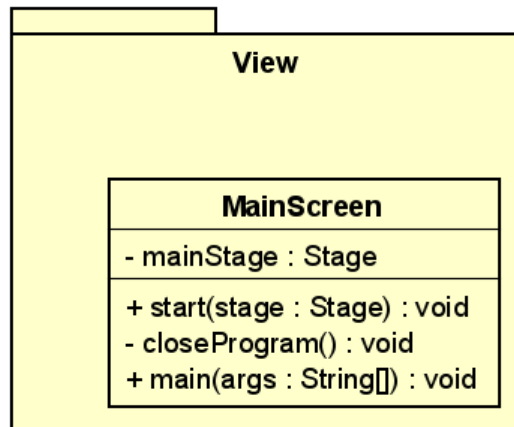 View
MainScreen
- mainStage : Stage
+ start(stage : Stage) : void
- closeProgram() : void
+ main(args : String[]) : void